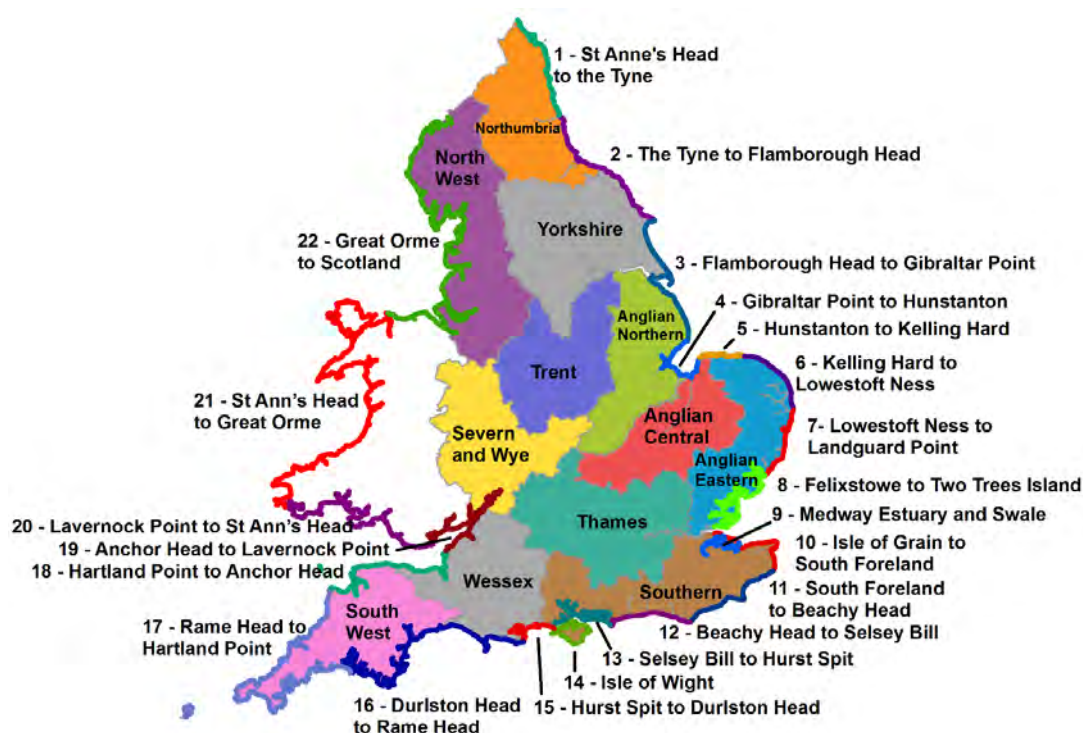 1 - St Anne's Head
to the Tyne
Northumbria
2 - The Tyne to Flamborough Head
North
West
Yorkshire
22 - Great Orme
to Scotland
3 - Flamborough Head to Gibraltar Point
4 - Gibraltar Point to Hunstanton
Anglian
Northern
5 - Hunstanton to Kelling Hard
6 - Kelling Hard to
Lowestoft Ness
Trent
21 - St Ann's Head
to Great Orme
Anglian
Central
7- Lowestoft Ness to
Landguard Point
Severn
and Wye
Anglian
Eastern
8 - Felixstowe to Two Trees Island
Thames
9 - Medway Estuary and Swale
20 - Lavernock Point to St Ann's Head
19 - Anchor Head to Lavernock Point
18 - Hartland Point to Anchor Head
10 - Isle of Grain to
South Foreland
Wessex
Southern
11 - South Foreland
to Beachy Head
South
West
17 - Rame Head to
Hartland Point
12 - Beachy Head to Selsey Bill
13 - Selsey Bill to Hurst Spit
14 - Isle of Wight
16 - Durlston Head
to Rame Head
15 - Hurst Spit to Durlston Head